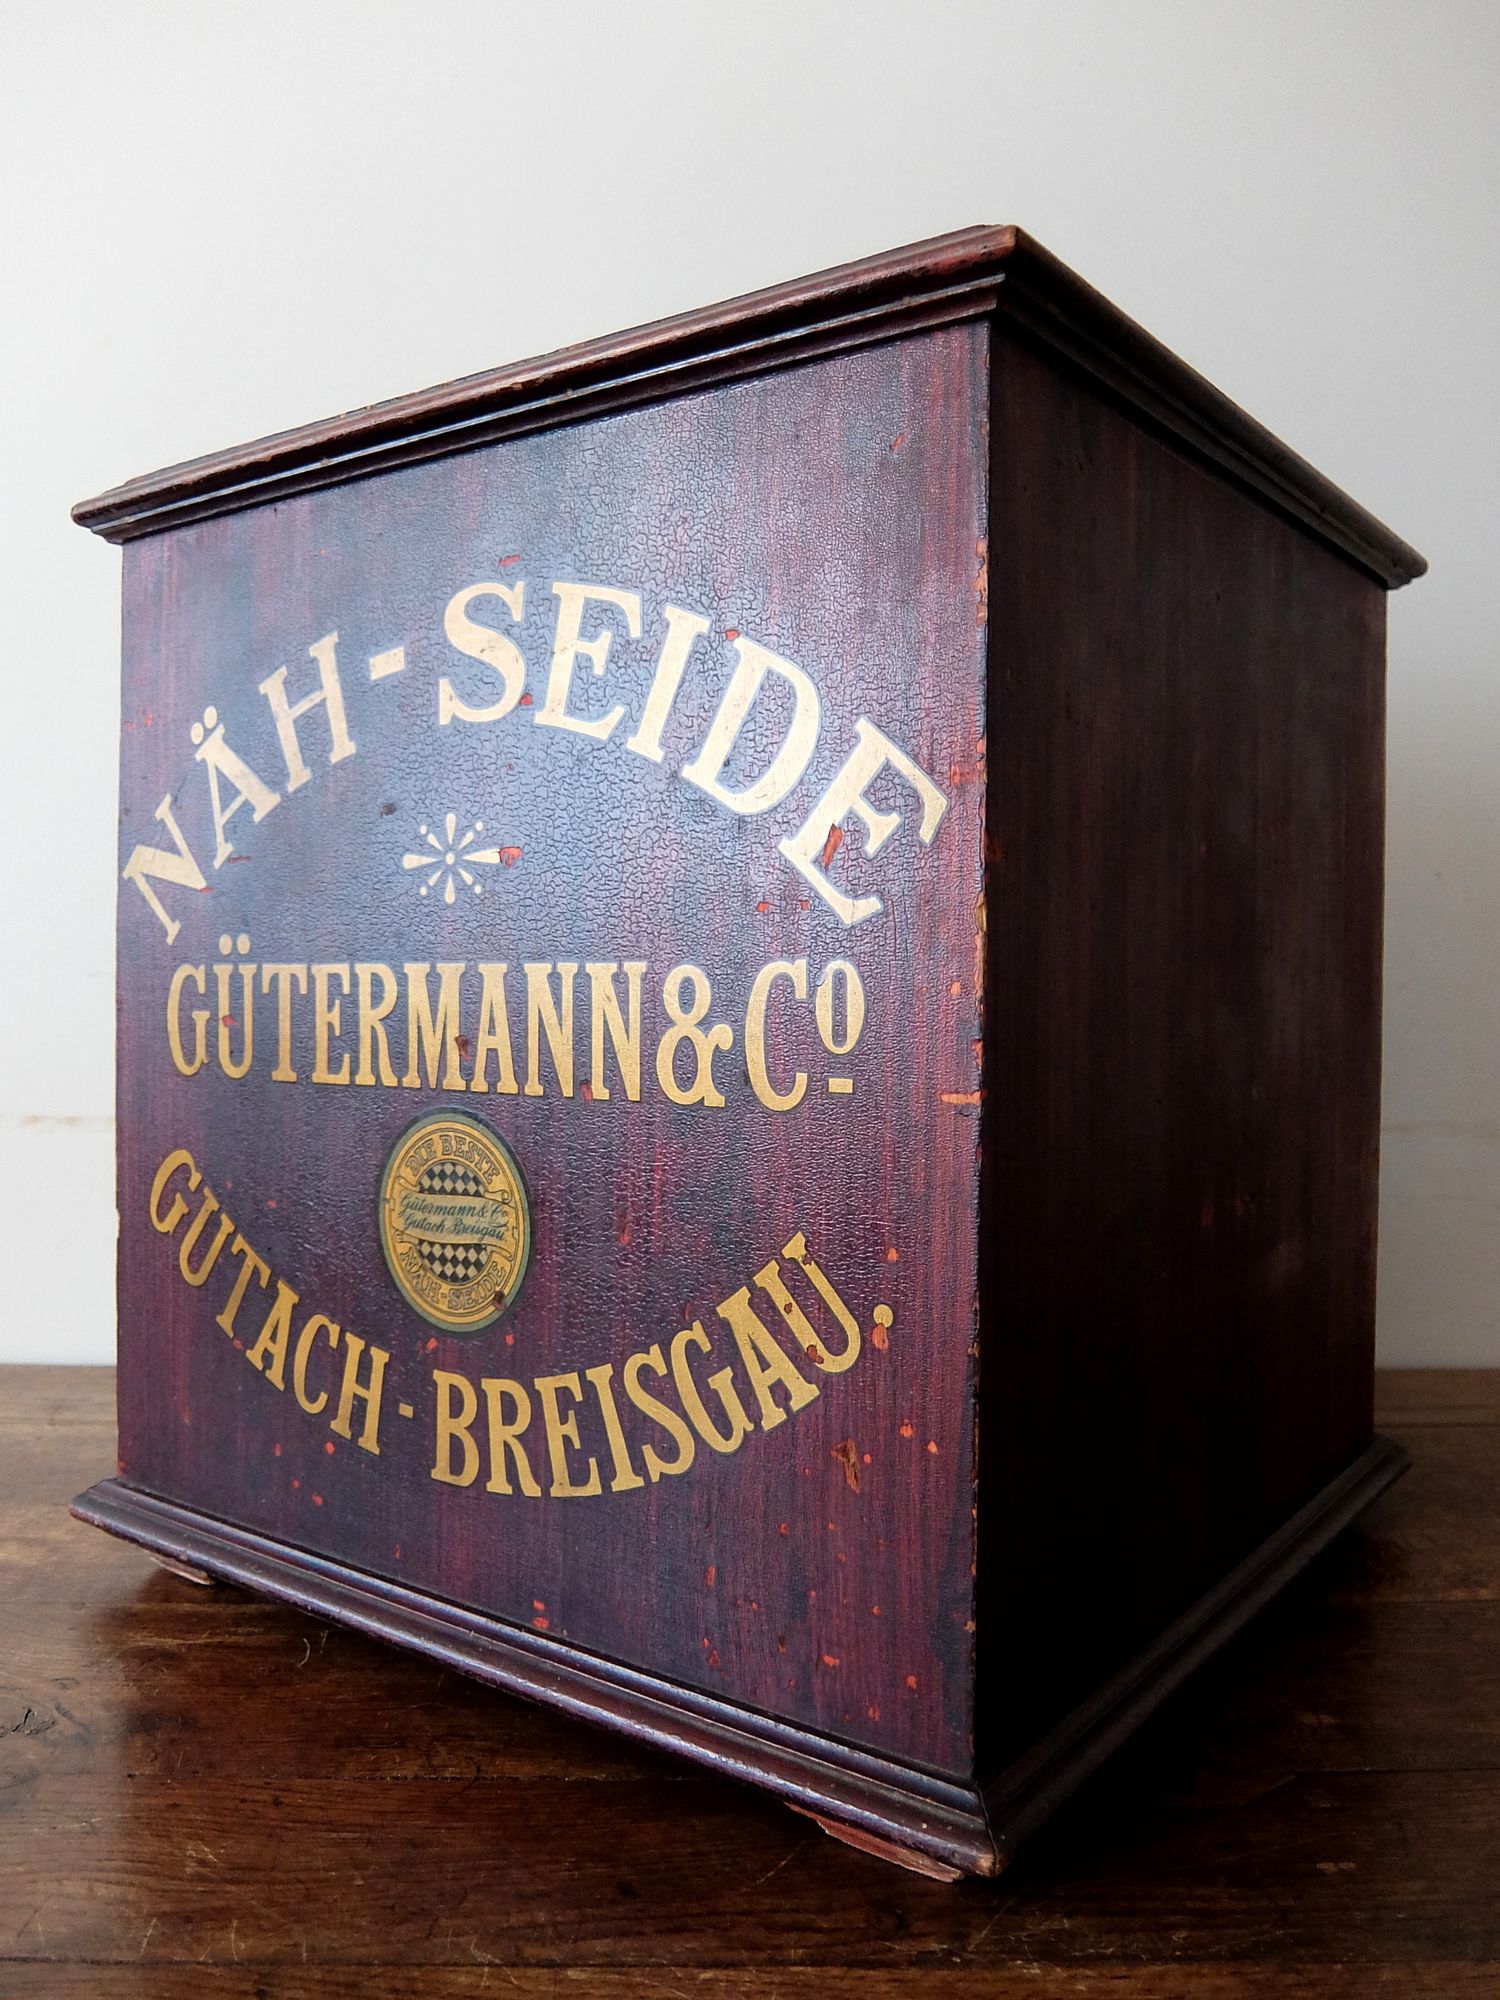 NÄH-SEIDE
GÜTERMANN & Co
DIE BESTE
Gütermann & Co
Gutach-Breisgau.
NÄH-SEIDE
GUTACH-BREISGAU.